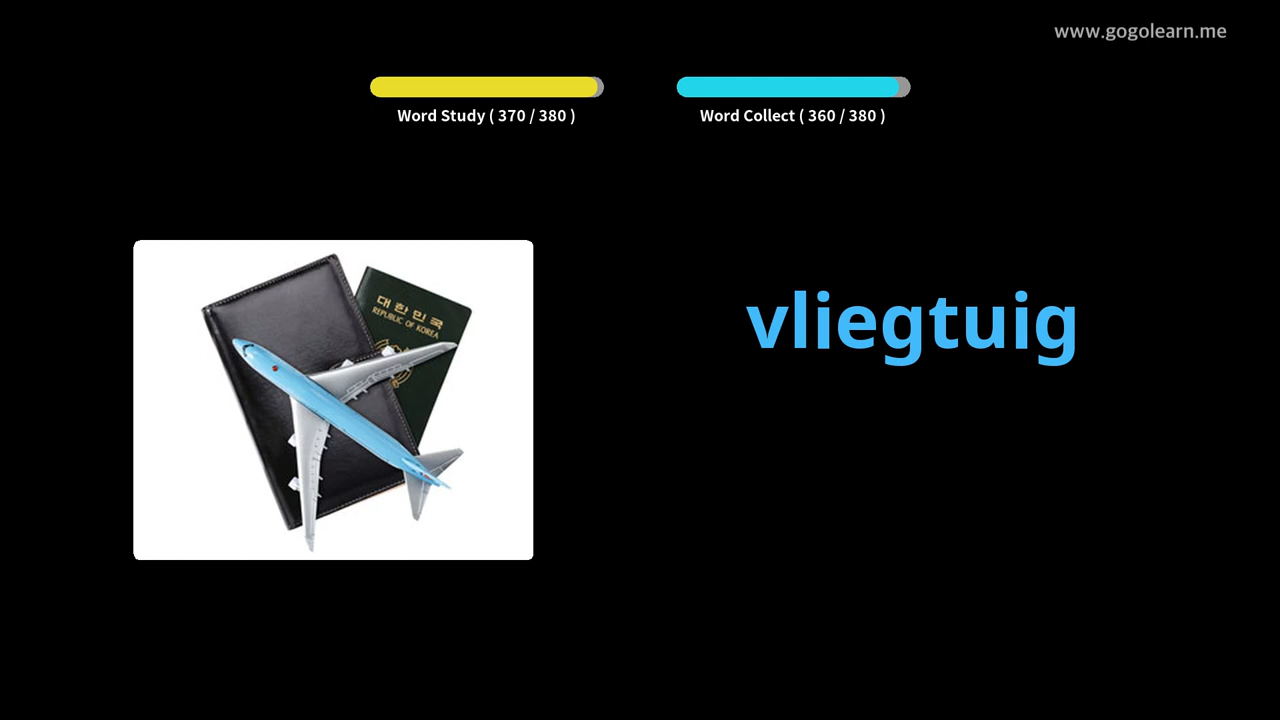 www.gogolearn.me
Word Study ( 370 / 380 )
Word Collect ( 360 / 380 )
대한민국
REPUBLIC OF KOREA
vliegtuig